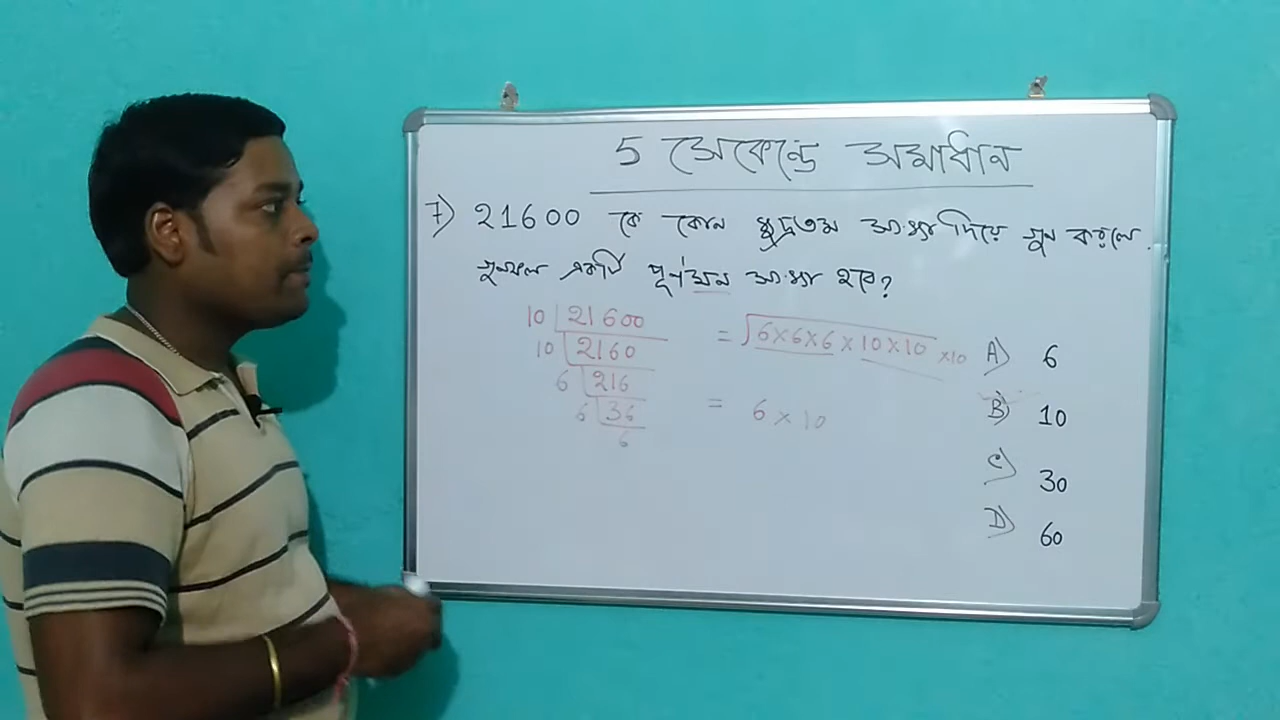 5 সেকেন্ডে সমাধান
7) 21600 কে কোন ক্ষুদ্রতম সংখ্যা দিয়ে গুন করলে
গুনফল একটি পূর্ণঘন সংখ্যা হবে?
10 21600
10 2160
6 216
6 36
6
= √6×6×6 × 10×10 ×10
= 6 × 10
A) 6
B) 10
C) 30
D) 60